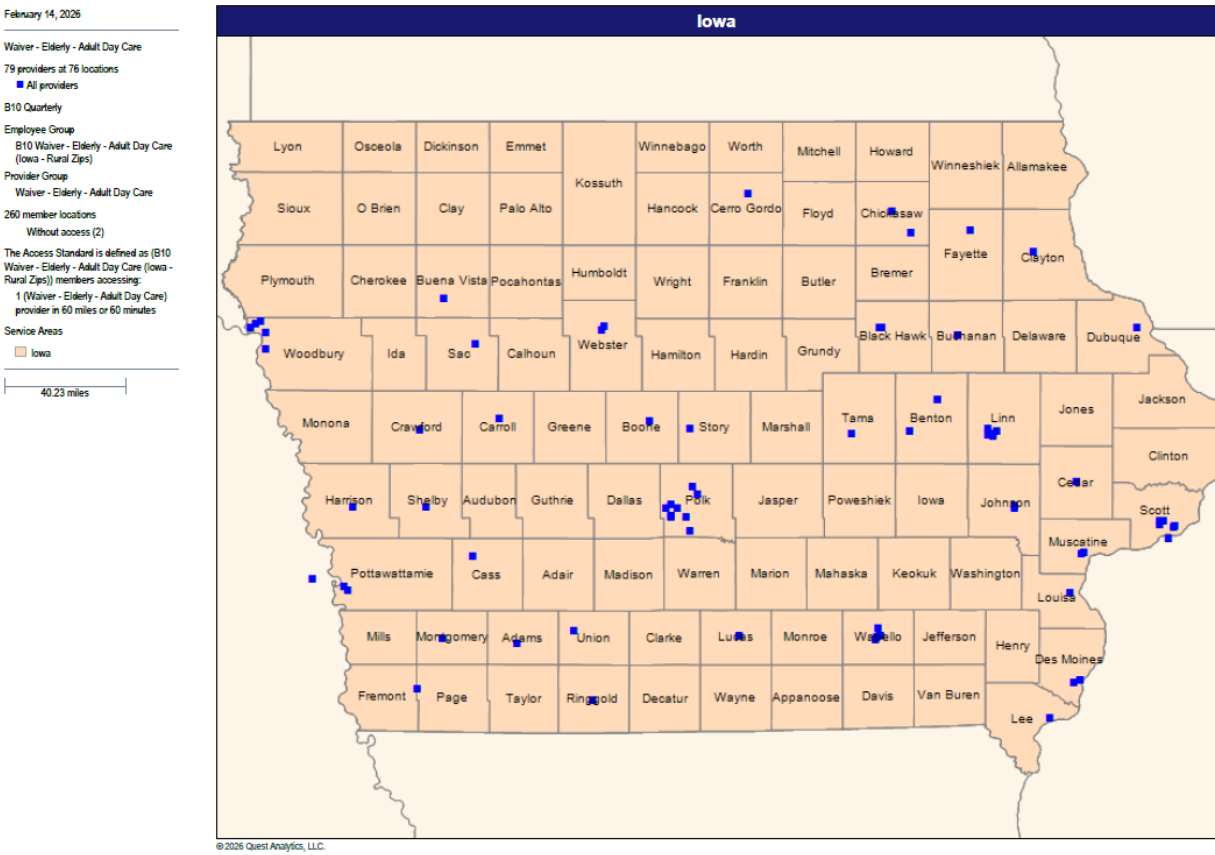 February 14, 2026
Iowa
Waiver - Elderly - Adult Day Care
79 providers at 76 locations
All providers
B10 Quarterly
Employee Group
B10 Waiver - Elderly - Adult Day Care
(Iowa - Rural Zips)
Provider Group
Waiver - Elderly - Adult Day Care
260 member locations
Without access (2)
The Access Standard is defined as (B10
Waiver - Elderly - Adult Day Care (Iowa -
Rural Zips)) members accessing:
1 (Waiver - Elderly - Adult Day Care)
provider in 60 miles or 60 minutes
Service Areas
Iowa
40.23 miles
Lyon Osceola Dickinson Emmet Winnebago Worth Mitchell Howard Winneshiek Allamakee
Kossuth
Sioux O Brien Clay Palo Alto Hancock Cerro Gordo Floyd Chickasaw
Plymouth Cherokee Buena Vista Pocahontas Humboldt Wright Franklin Butler Bremer Fayette Clayton
Woodbury Ida Sac Calhoun Webster Hamilton Hardin Grundy Black Hawk Buchanan Delaware Dubuque
Monona Crawford Carroll Greene Boone Story Marshall Tama Benton Linn Jones Jackson
Clinton
Harrison Shelby Audubon Guthrie Dallas Polk Jasper Poweshiek Iowa Johnson Cedar Scott
Muscatine
Pottawattamie Cass Adair Madison Warren Marion Mahaska Keokuk Washington Louisa
Mills Montgomery Adams Union Clarke Lucas Monroe Wapello Jefferson Henry Des Moines
Fremont Page Taylor Ringgold Decatur Wayne Appanoose Davis Van Buren Lee
© 2026 Quest Analytics, LLC.